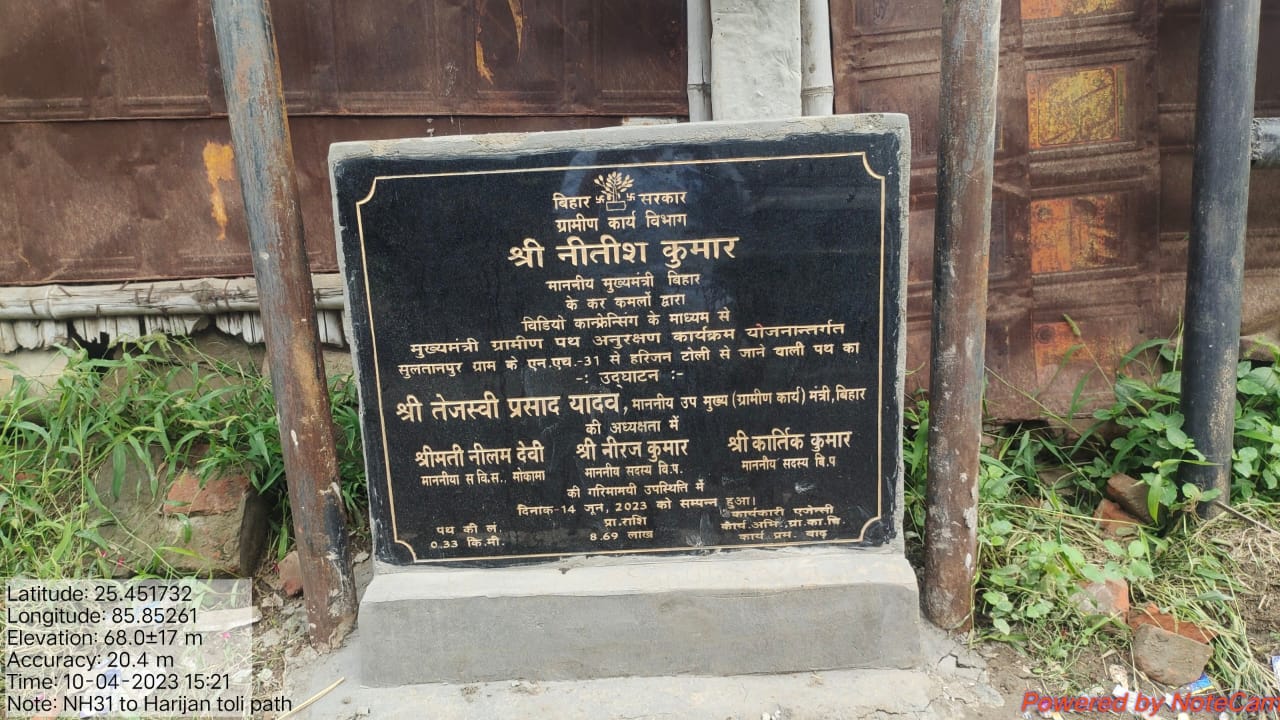 बिहार सरकार
ग्रामीण कार्य विभाग
श्री नीतीश कुमार
माननीय मुख्यमंत्री बिहार
के कर कमलों द्वारा
विडियो कान्फ्रेन्सिंग के माध्यम से
मुख्यमंत्री ग्रामीण पथ अनुरक्षण कार्यक्रम योजनान्तर्गत
सुलतानपुर ग्राम के एन.एच.-31 से हरिजन टोली से जाने वाली पथ का
-: उद्घाटन :-
श्री तेजस्वी प्रसाद यादव, माननीय उप मुख्य (ग्रामीण कार्य) मंत्री, बिहार
की अध्यक्षता में
श्रीमती नीलम देवी श्री नीरज कुमार श्री कार्तिक कुमार
माननीया स.वि.स., मोकामा माननीय सदस्य वि.प. माननीय सदस्य बि.प
की गरिमामयी उपस्थिति में
दिनांक-14 जून, 2023 को सम्पन्न हुआ।
पथ की लं. प्रा.राशि कार्यकारी एजेन्सी
0.33 कि.मी. 8.69 लाख कार्य.अभि.ग्रा.का.वि.
कार्य. प्रम. बाढ़
Latitude: 25.451732
Longitude: 85.85261
Elevation: 68.0±17 m
Accuracy: 20.4 m
Time: 10-04-2023 15:21
Note: NH31 to Harijan toli path
Powered by NoteCam